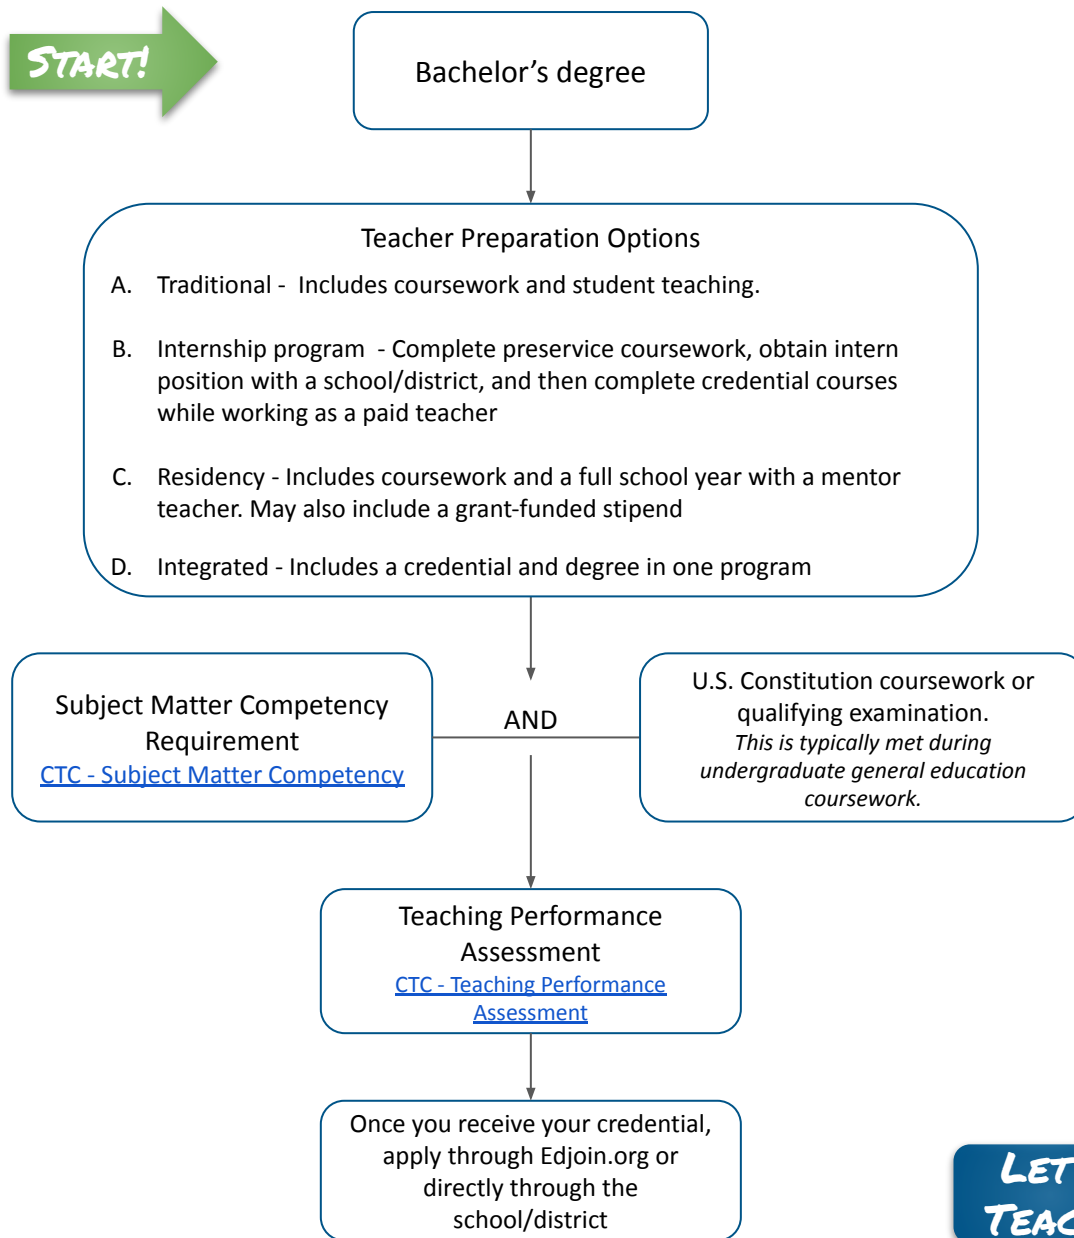 START!
Bachelor’s degree
Teacher Preparation Options
A. Traditional - Includes coursework and student teaching.
B. Internship program - Complete preservice coursework, obtain intern
position with a school/district, and then complete credential courses
while working as a paid teacher
C. Residency - Includes coursework and a full school year with a mentor
teacher. May also include a grant-funded stipend
D. Integrated - Includes a credential and degree in one program
Subject Matter Competency
Requirement
CTC - Subject Matter Competency
AND
U.S. Constitution coursework or
qualifying examination.
This is typically met during
undergraduate general education
coursework.
Teaching Performance
Assessment
CTC - Teaching Performance
Assessment
Once you receive your credential,
apply through Edjoin.org or
directly through the
school/district
LET
TEAC